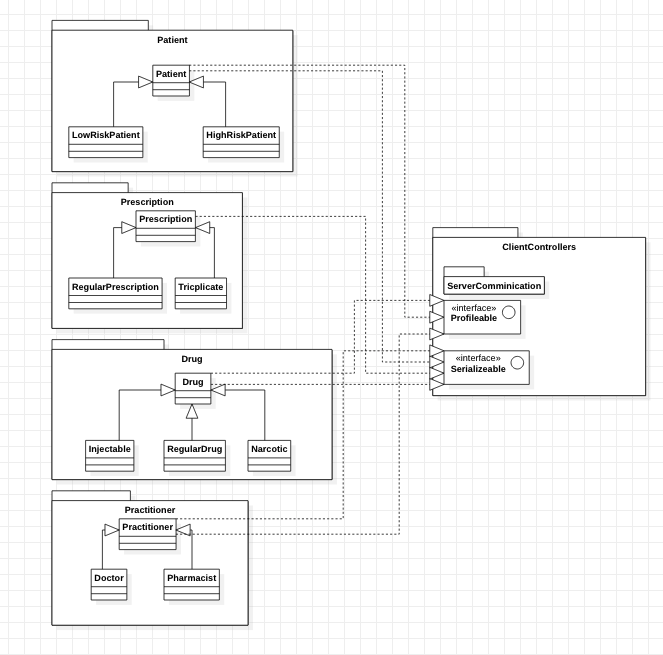 Patient
Patient
LowRiskPatient
HighRiskPatient
Prescription
Prescription
RegularPrescription
Tricplicate
Drug
Drug
Injectable
RegularDrug
Narcotic
Practitioner
Practitioner
Doctor
Pharmacist
ClientControllers
ServerComminication
«interface»
Profileable
«interface»
Serializeable